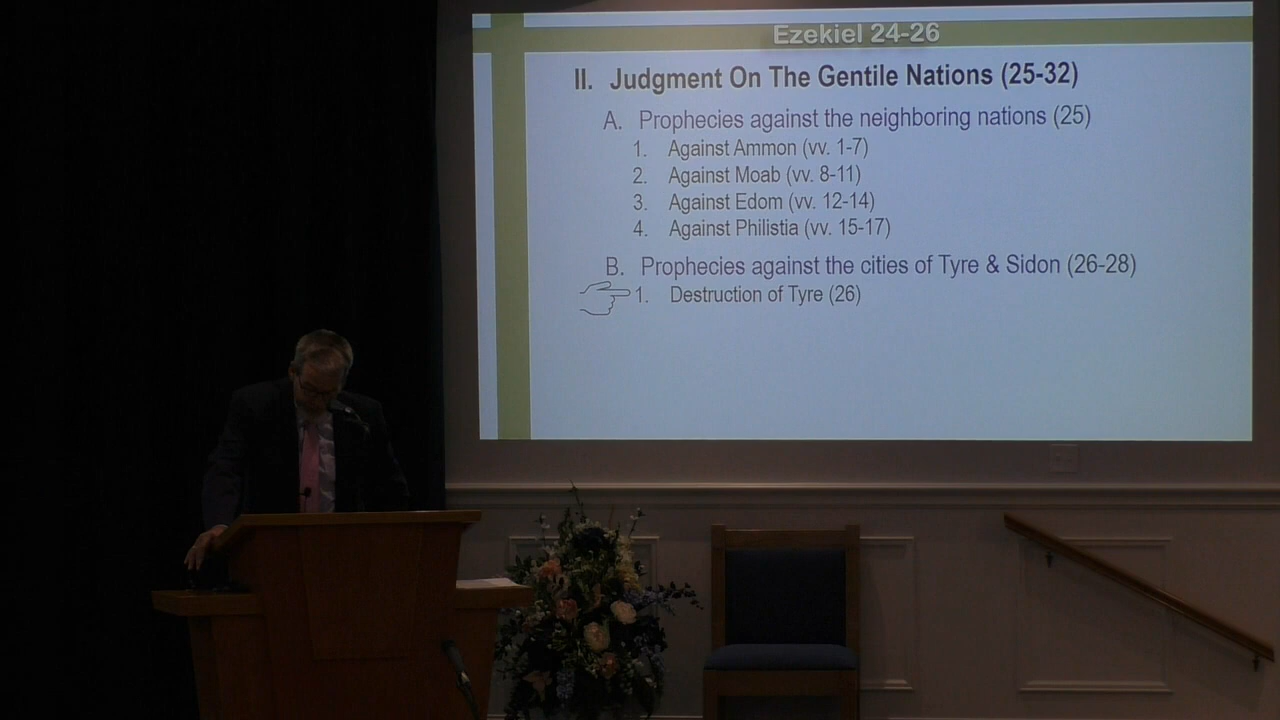 Ezekiel 24-26
II. Judgment On The Gentile Nations (25-32)
A. Prophecies against the neighboring nations (25)
1. Against Ammon (vv. 1-7)
2. Against Moab (vv. 8-11)
3. Against Edom (vv. 12-14)
4. Against Philistia (vv. 15-17)
B. Prophecies against the cities of Tyre & Sidon (26-28)
1. Destruction of Tyre (26)